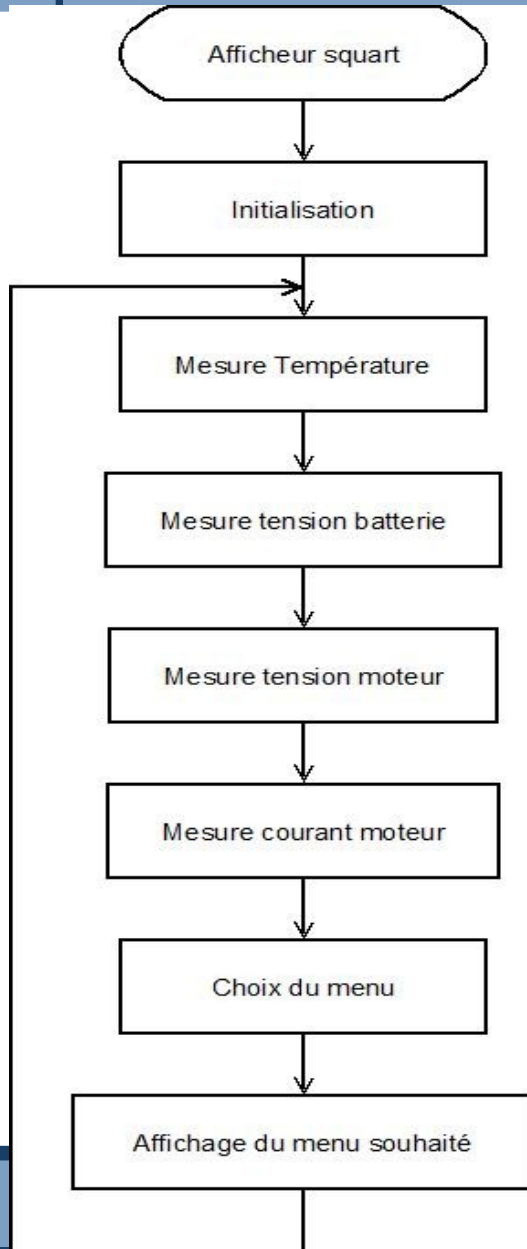 Afficheur squart
Initialisation
Mesure Température
Mesure tension batterie
Mesure tension moteur
Mesure courant moteur
Choix du menu
Affichage du menu souhaité